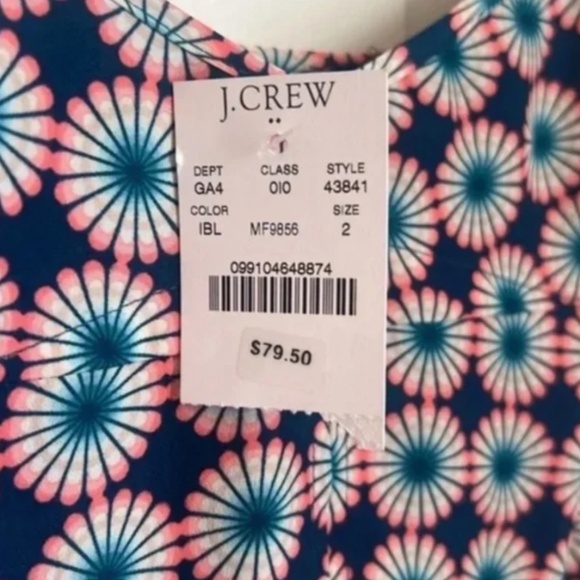 J.CREW
DEPT CLASS STYLE
GA4 010 43841
COLOR SIZE
IBL MF9856 2
099104648874
$79.50